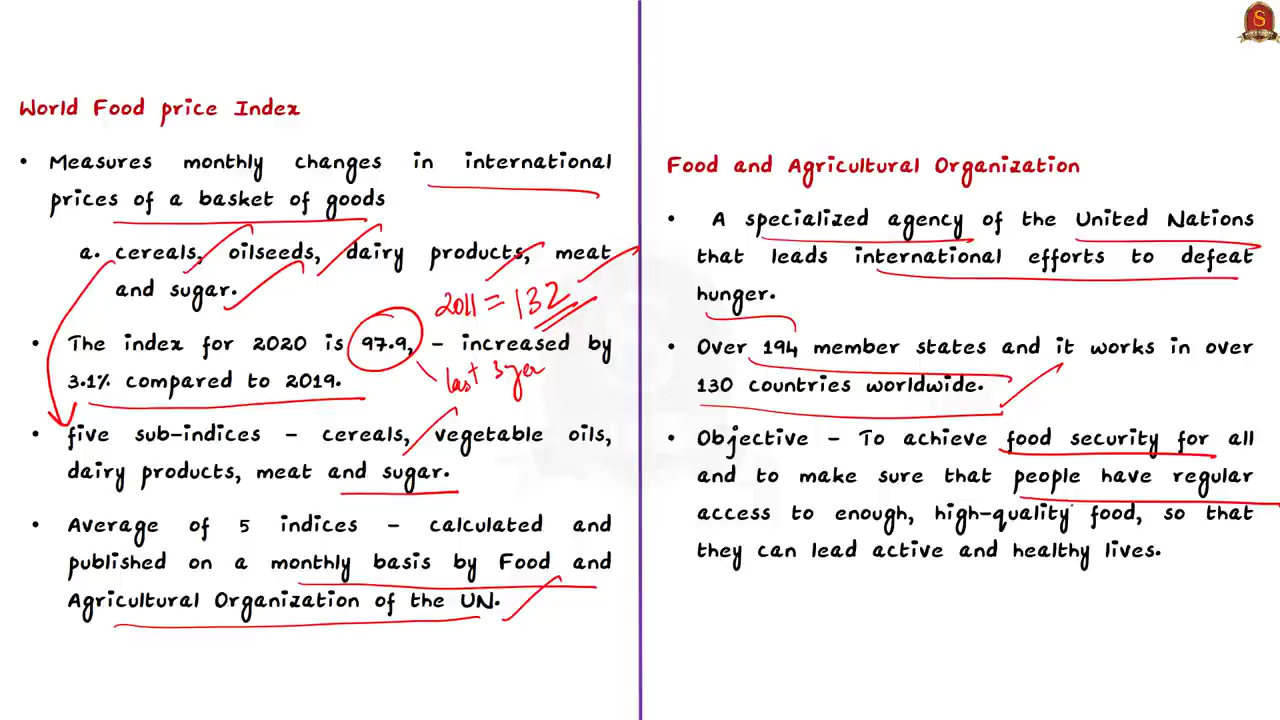 World Food price Index
• Measures monthly changes in international
prices of a basket of goods
a. cereals, oilseeds, dairy products, meat
and sugar.
2011 = 132
• The index for 2020 is 97.9, - increased by
3.1% compared to 2019.
last 3 year
• five sub-indices - cereals, vegetable oils,
dairy products, meat and sugar.
• Average of 5 indices - calculated and
published on a monthly basis by Food and
Agricultural Organization of the UN.
Food and Agricultural Organization
• A specialized agency of the United Nations
that leads international efforts to defeat
hunger.
• Over 194 member states and it works in over
130 countries worldwide.
• Objective - To achieve food security for all
and to make sure that people have regular
access to enough, high-quality food, so that
they can lead active and healthy lives.
S